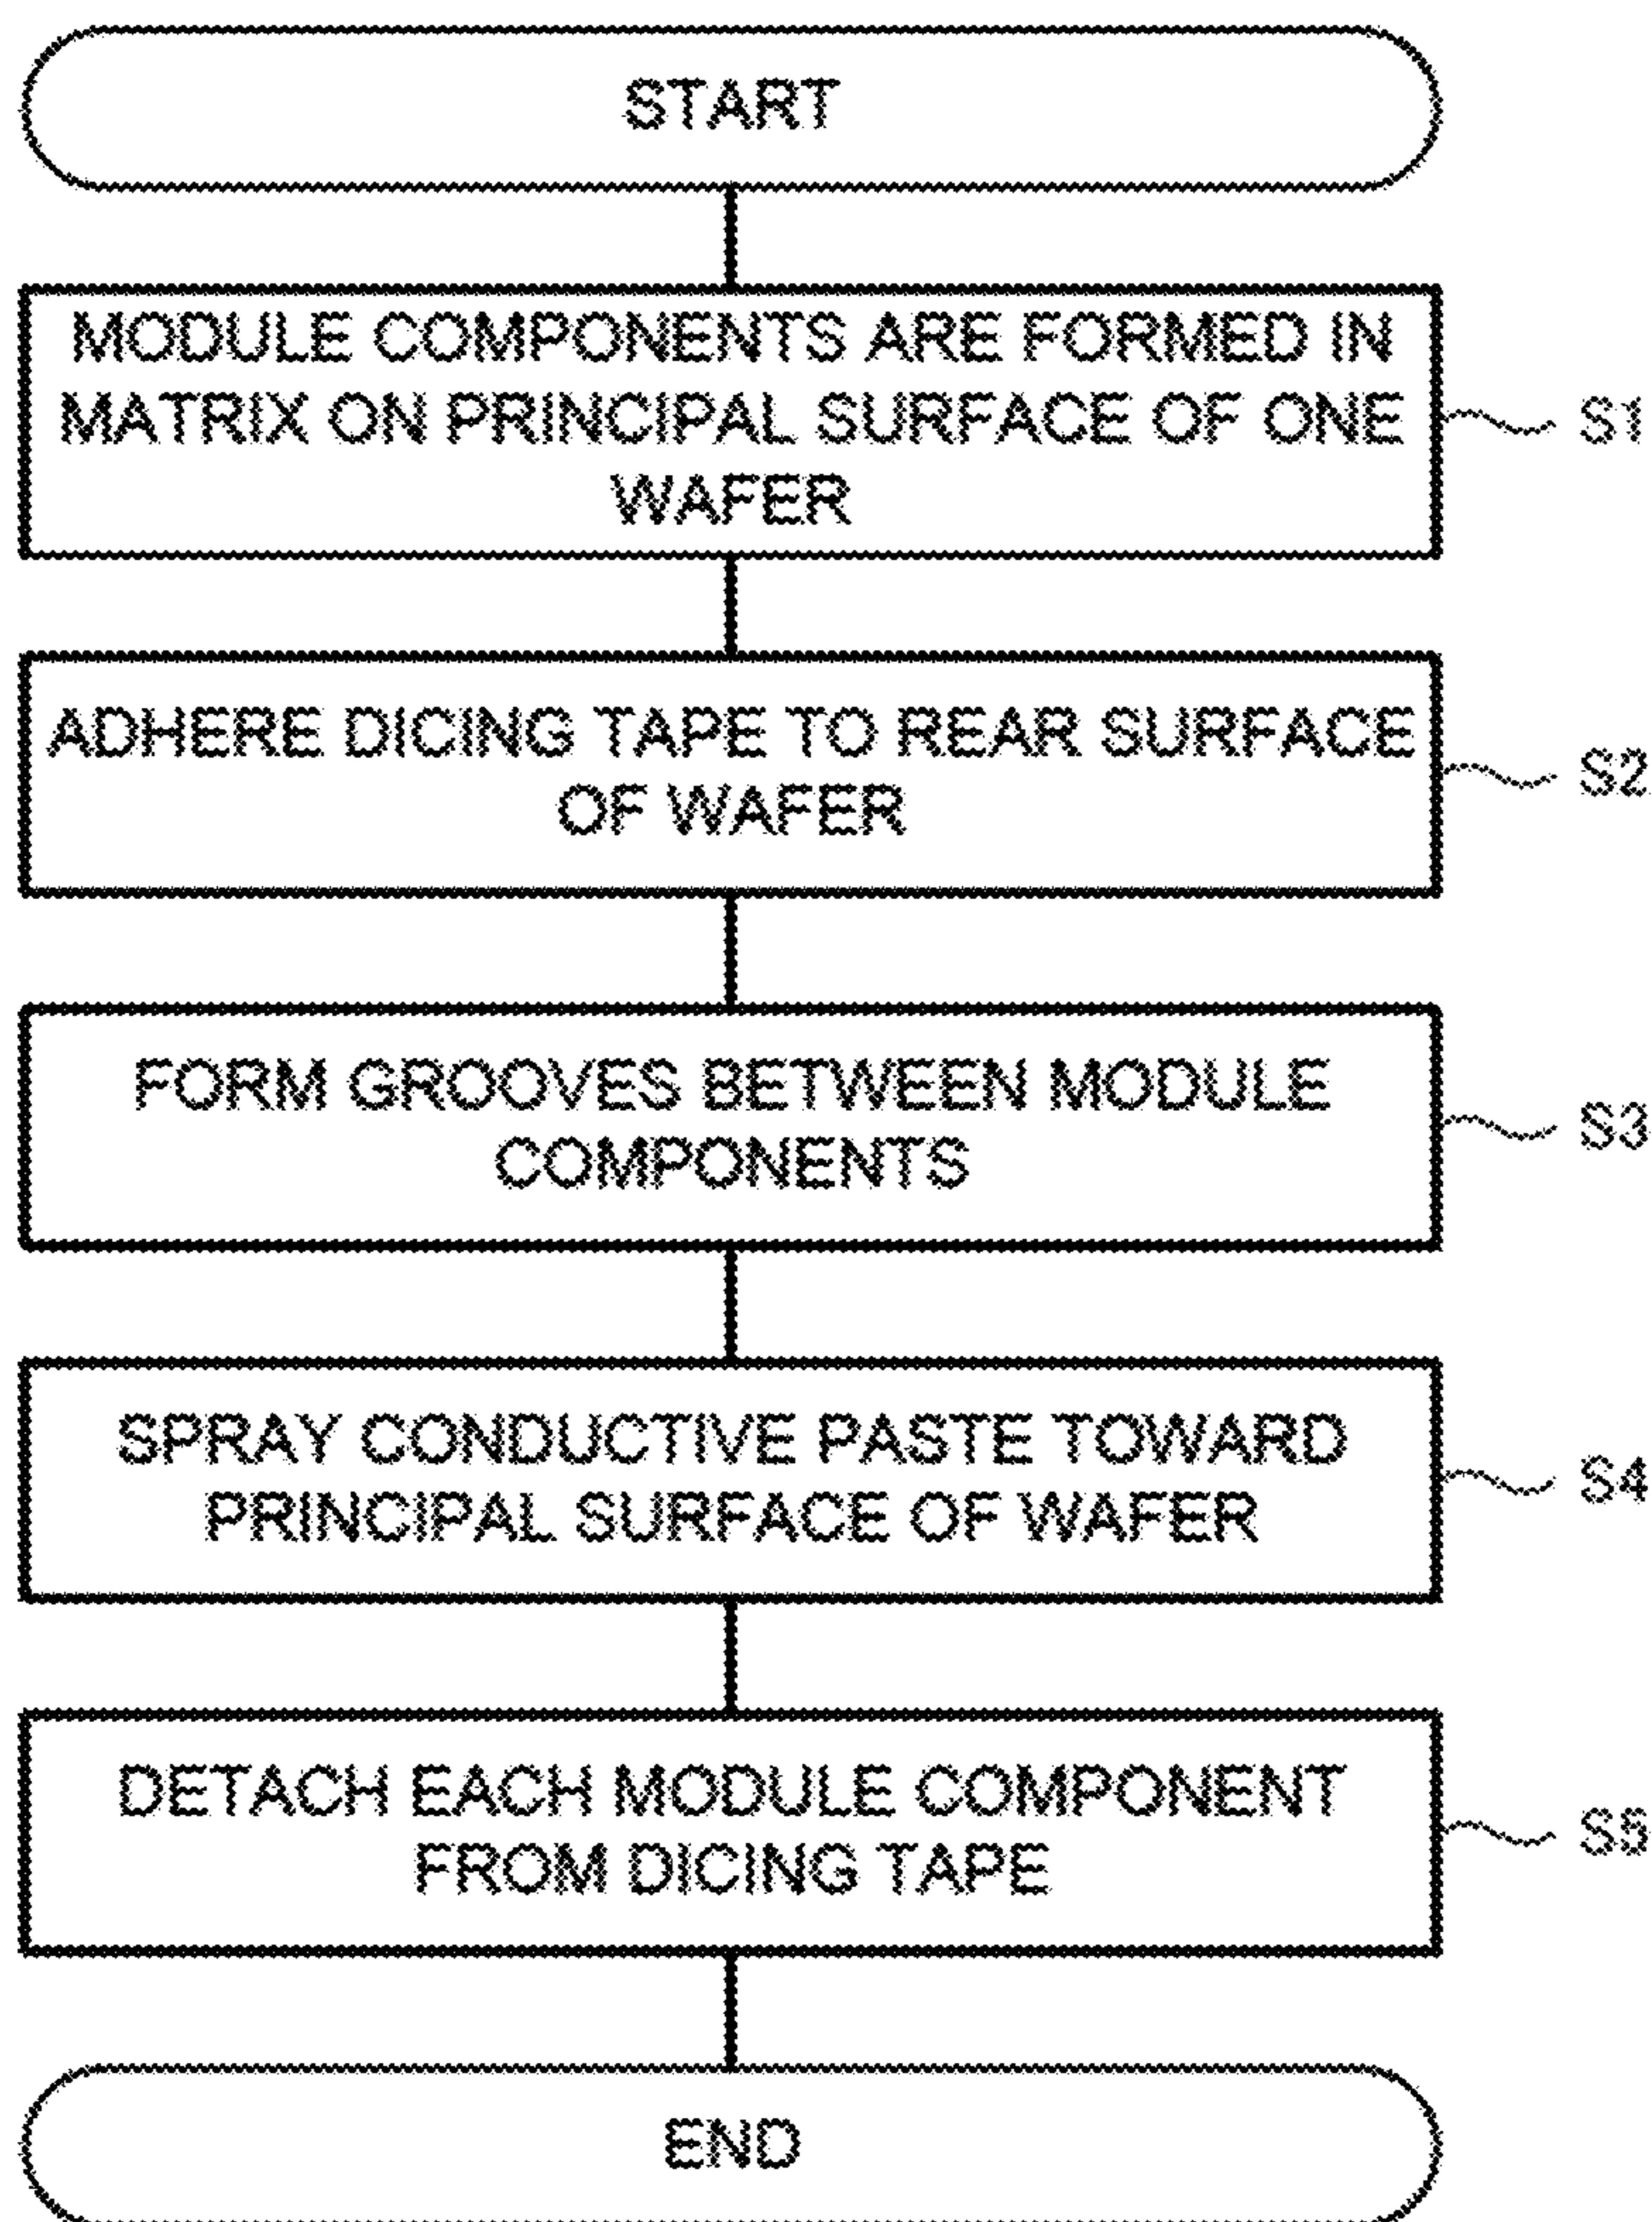 START
MODULE COMPONENTS ARE FORMED IN
MATRIX ON PRINCIPAL SURFACE OF ONE
WAFER
S1
ADHERE DICING TAPE TO REAR SURFACE
OF WAFER
S2
FORM GROOVES BETWEEN MODULE
COMPONENTS
S3
SPRAY CONDUCTIVE PASTE TOWARD
PRINCIPAL SURFACE OF WAFER
S4
DETACH EACH MODULE COMPONENT
FROM DICING TAPE
S5
END